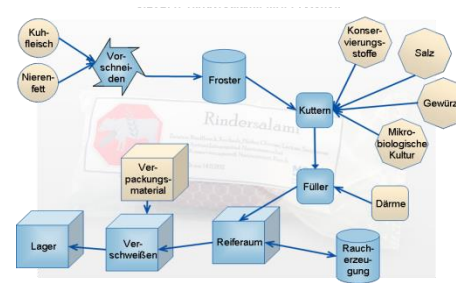 Kuh-
fleisch
Nieren-
fett
Vor-
schnei-
den
Froster
Konser-
vierungs-
stoffe
Salz
Gewürz
Mikro-
biologische
Kultur
Kuttern
Rindersalami
Ver-
packungs-
material
Füller
Därme
Lager
Ver-
schweißen
Reiferaum
Rauch-
erzeu-
gung